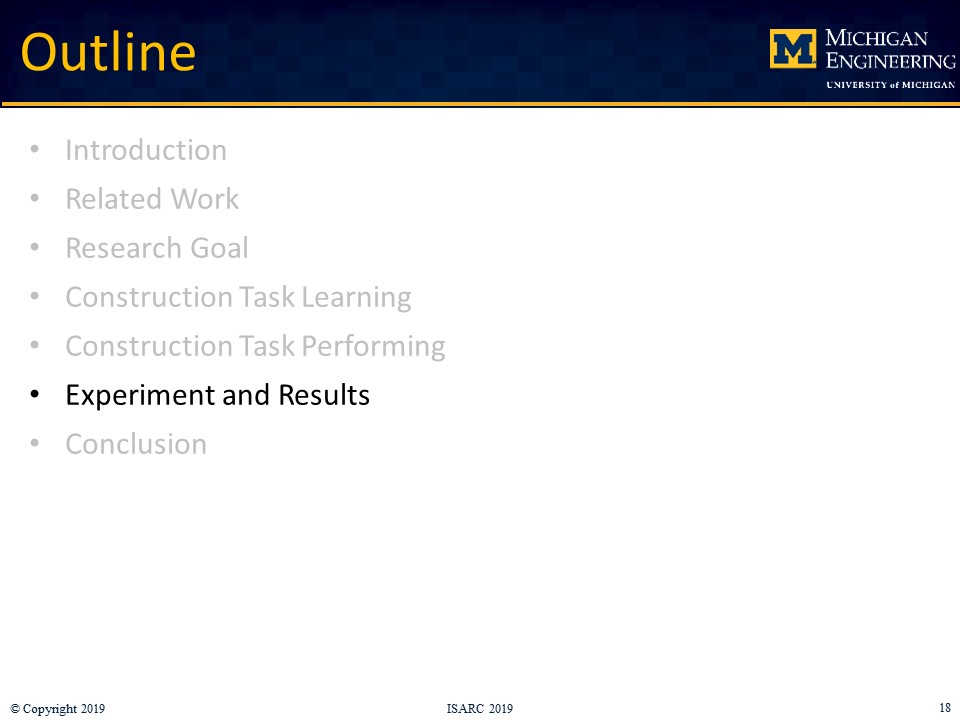 Outline
M MICHIGAN
ENGINEERING
UNIVERSITY of MICHIGAN
• Introduction
• Related Work
• Research Goal
• Construction Task Learning
• Construction Task Performing
• Experiment and Results
• Conclusion
© Copyright 2019 ISARC 2019 18